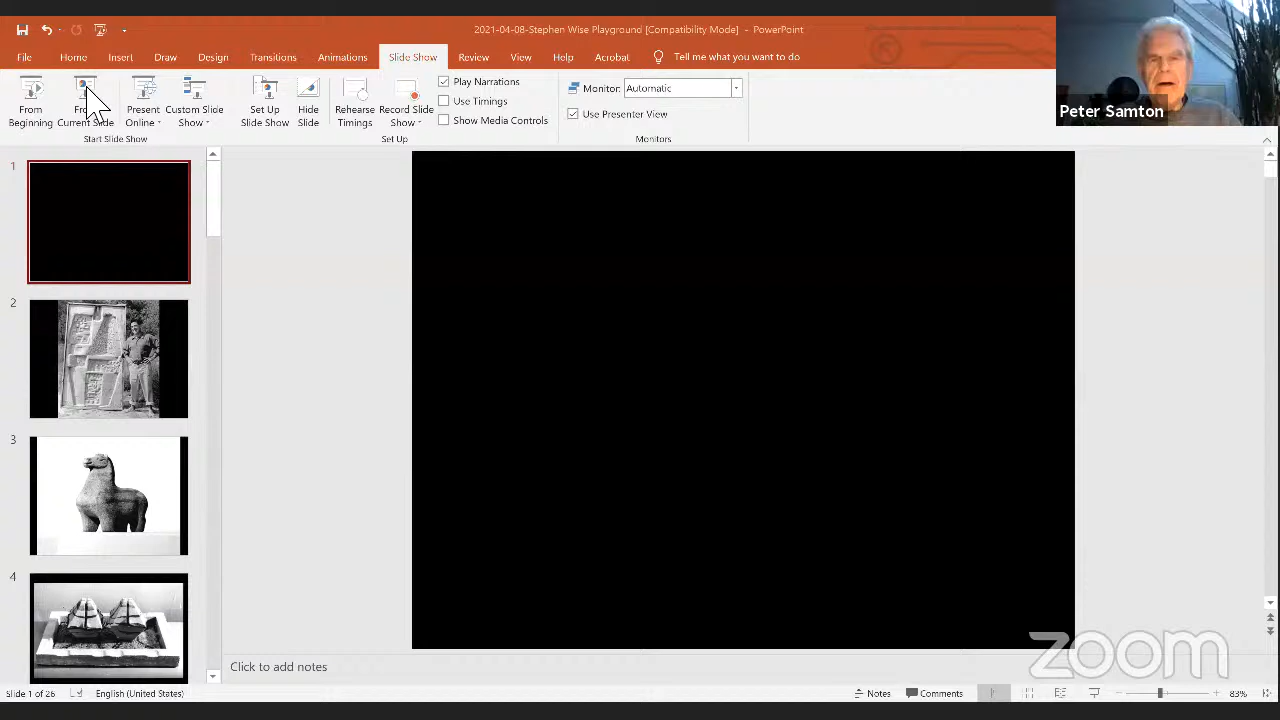 2021-04-08-Stephen Wise Playground [Compatibility Mode] - PowerPoint
File Home Insert Draw Design Transitions Animations Slide Show Review View Help Acrobat Tell me what you want to do
From Beginning
Current Slide
Present Online
Custom Slide Show
Set Up Slide Show
Hide Slide
Rehearse Timings
Record Slide Show
Play Narrations
Use Timings
Show Media Controls
Monitor: Automatic
Use Presenter View
Start Slide Show
Set Up
Monitors
Peter Samton
1
2
3
4
Click to add notes
zoom
Slide 1 of 26 English (United States) Notes Comments 83%